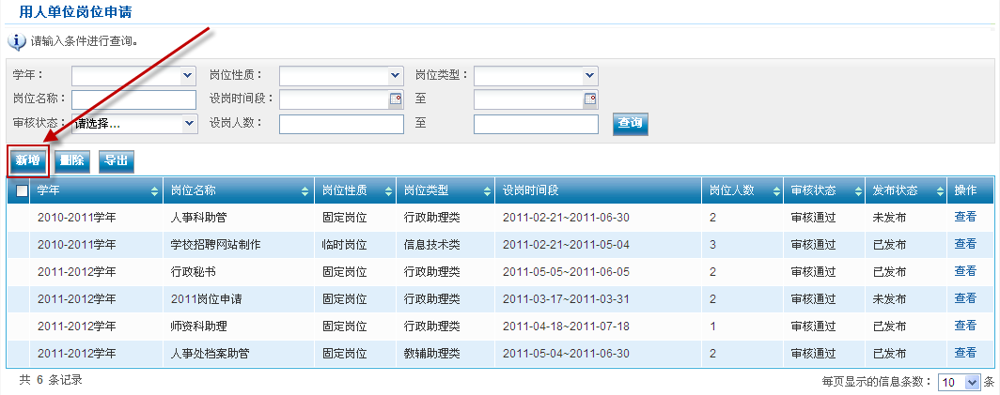 用人单位岗位申请
请输入条件进行查询。
学年： 岗位性质： 岗位类型：
岗位名称： 设岗时间段： 至
审核状态： 请选择... 设岗人数： 至 查询
新增 删除 导出
学年 岗位名称 岗位性质 岗位类型 设岗时间段 岗位人数 审核状态 发布状态 操作
2010-2011学年 人事科助管 固定岗位 行政助理类 2011-02-21~2011-06-30 2 审核通过 未发布 查看
2010-2011学年 学校招聘网站制作 临时岗位 信息技术类 2011-02-21~2011-05-04 3 审核通过 已发布 查看
2011-2012学年 行政秘书 固定岗位 行政助理类 2011-05-05~2011-06-05 2 审核通过 已发布 查看
2011-2012学年 2011岗位申请 固定岗位 行政助理类 2011-03-17~2011-03-31 2 审核通过 未发布 查看
2011-2012学年 师资科助理 固定岗位 行政助理类 2011-04-18~2011-07-18 1 审核通过 已发布 查看
2011-2012学年 人事处档案助管 固定岗位 教辅助理类 2011-05-04~2011-06-30 2 审核通过 已发布 查看
共 6 条记录 每页显示的信息条数： 10 条